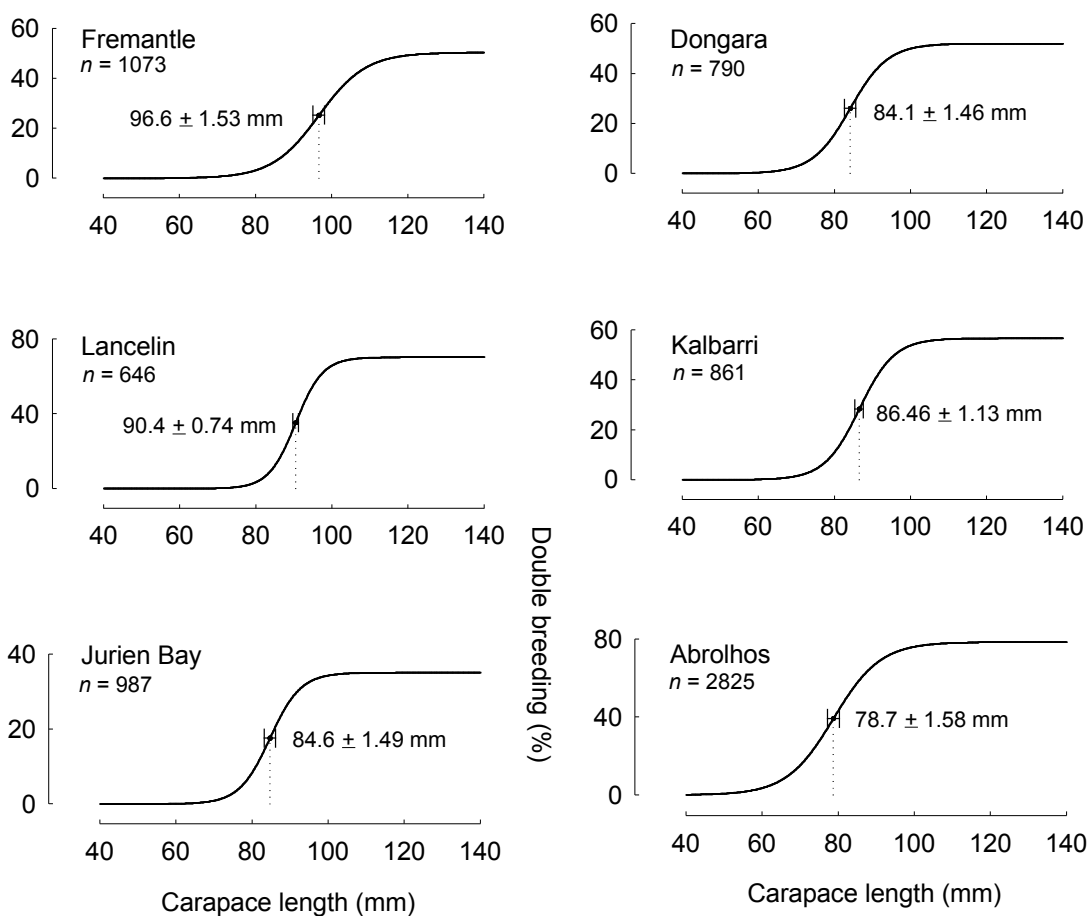 60
40
20
0
Fremantle
n = 1073
96.6 ± 1.53 mm
40 60 80 100 120 140
60
40
20
0
Dongara
n = 790
84.1 ± 1.46 mm
40 60 80 100 120 140
80
40
0
Lancelin
n = 646
90.4 ± 0.74 mm
40 60 80 100 120 140
60
40
20
0
Kalbarri
n = 861
86.46 ± 1.13 mm
40 60 80 100 120 140
40
20
0
Jurien Bay
n = 987
84.6 ± 1.49 mm
40 60 80 100 120 140
Carapace length (mm)
Double breeding (%)
80
40
0
Abrolhos
n = 2825
78.7 ± 1.58 mm
40 60 80 100 120 140
Carapace length (mm)